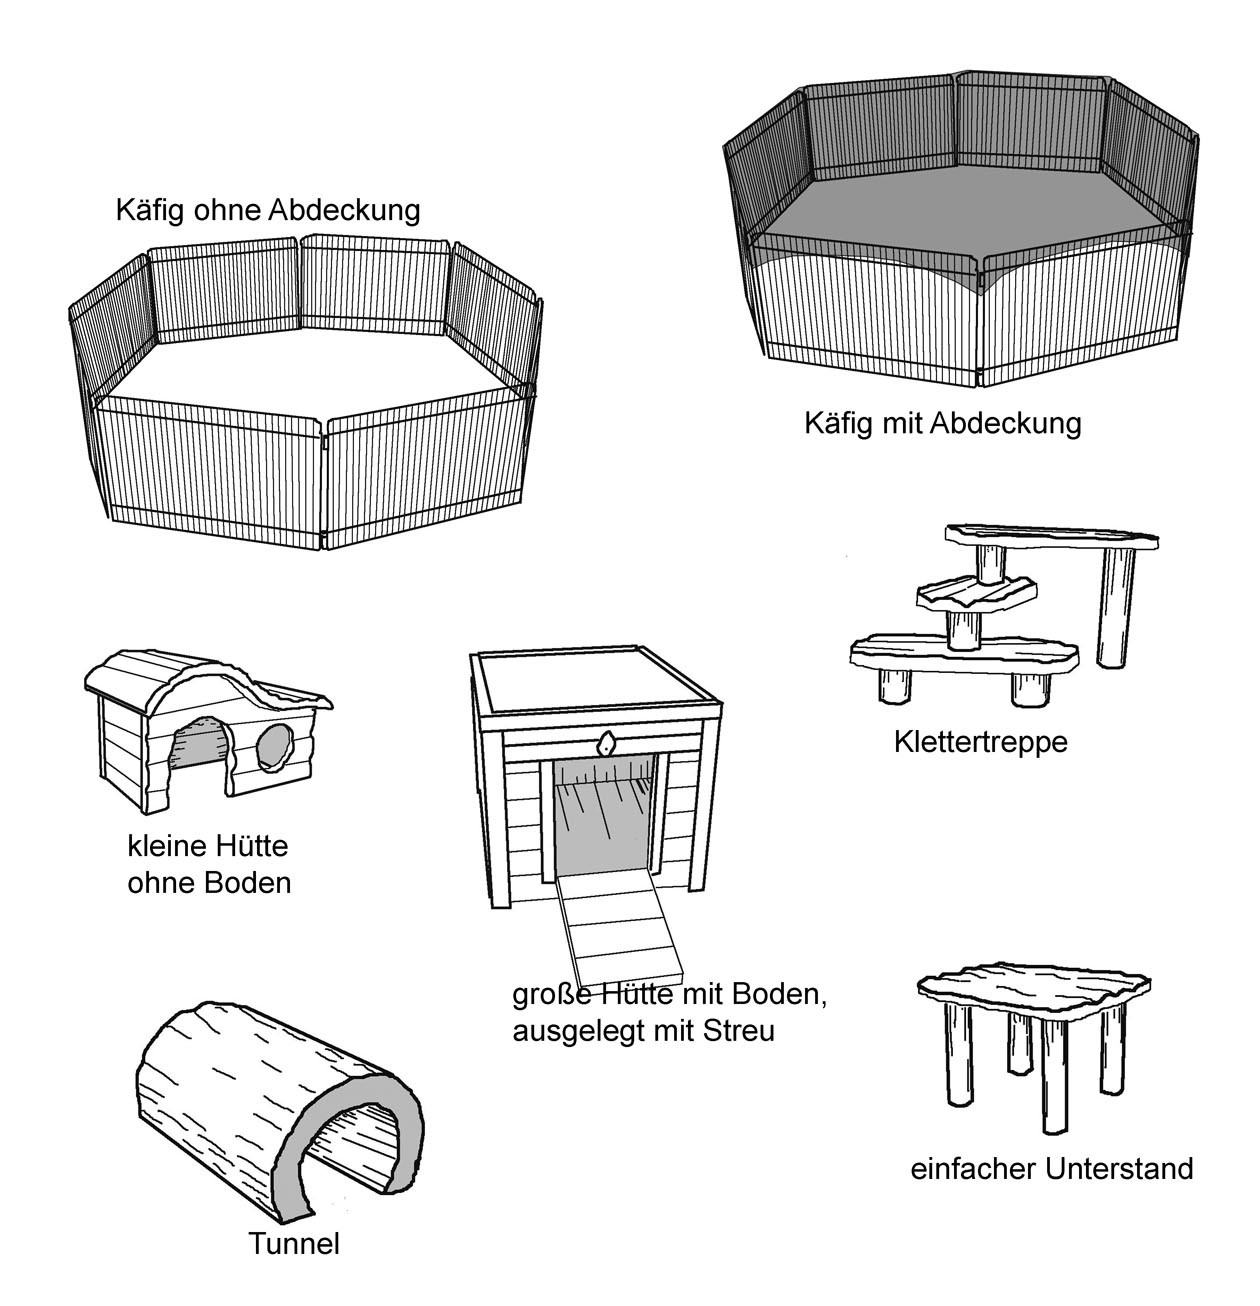 Käfig ohne Abdeckung
Käfig mit Abdeckung
Klettertreppe
kleine Hütte
ohne Boden
große Hütte mit Boden,
ausgelegt mit Streu
einfacher Unterstand
Tunnel